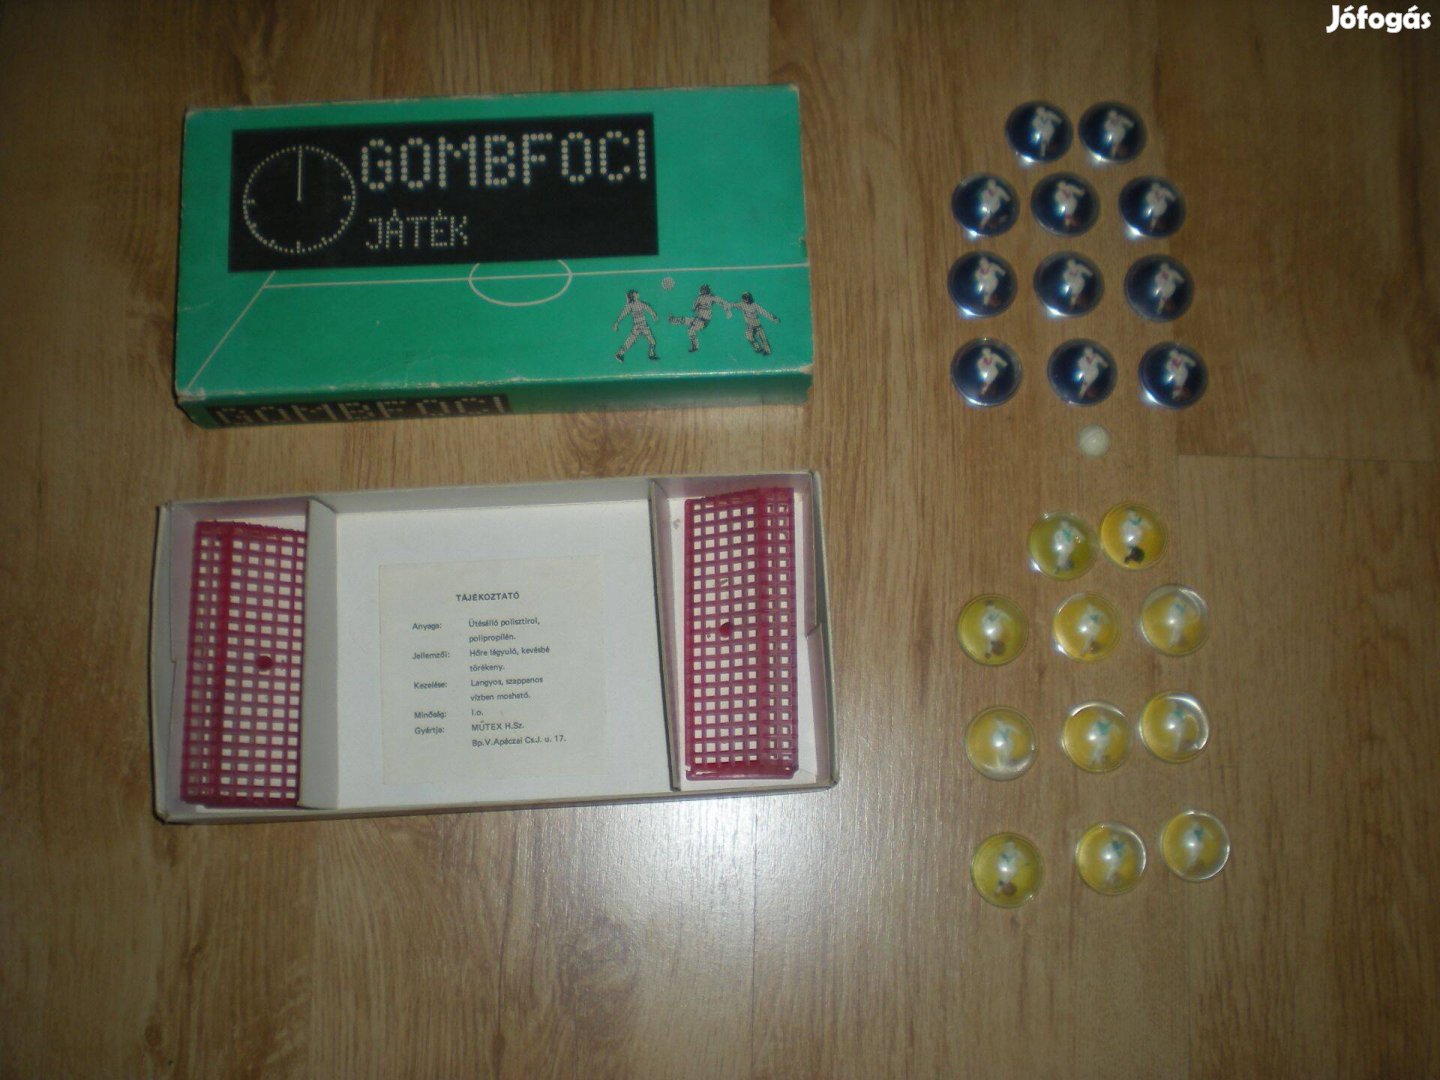 Jófogás
GOMBFOCI
JÁTÉK
GOMBFOCI
TÁJÉKOZTATÓ
Anyaga: Ütésálló polisztirol,
polipropilén.
Jellemzői: Hőre lágyuló, kevésbé
törékeny.
Kezelése: Langyos, szappanos
vízben mosható.
Minőség: I.o.
Gyártja: MŰTEX H.Sz.
Bp.V.Apáczai Cs.J. u. 17.